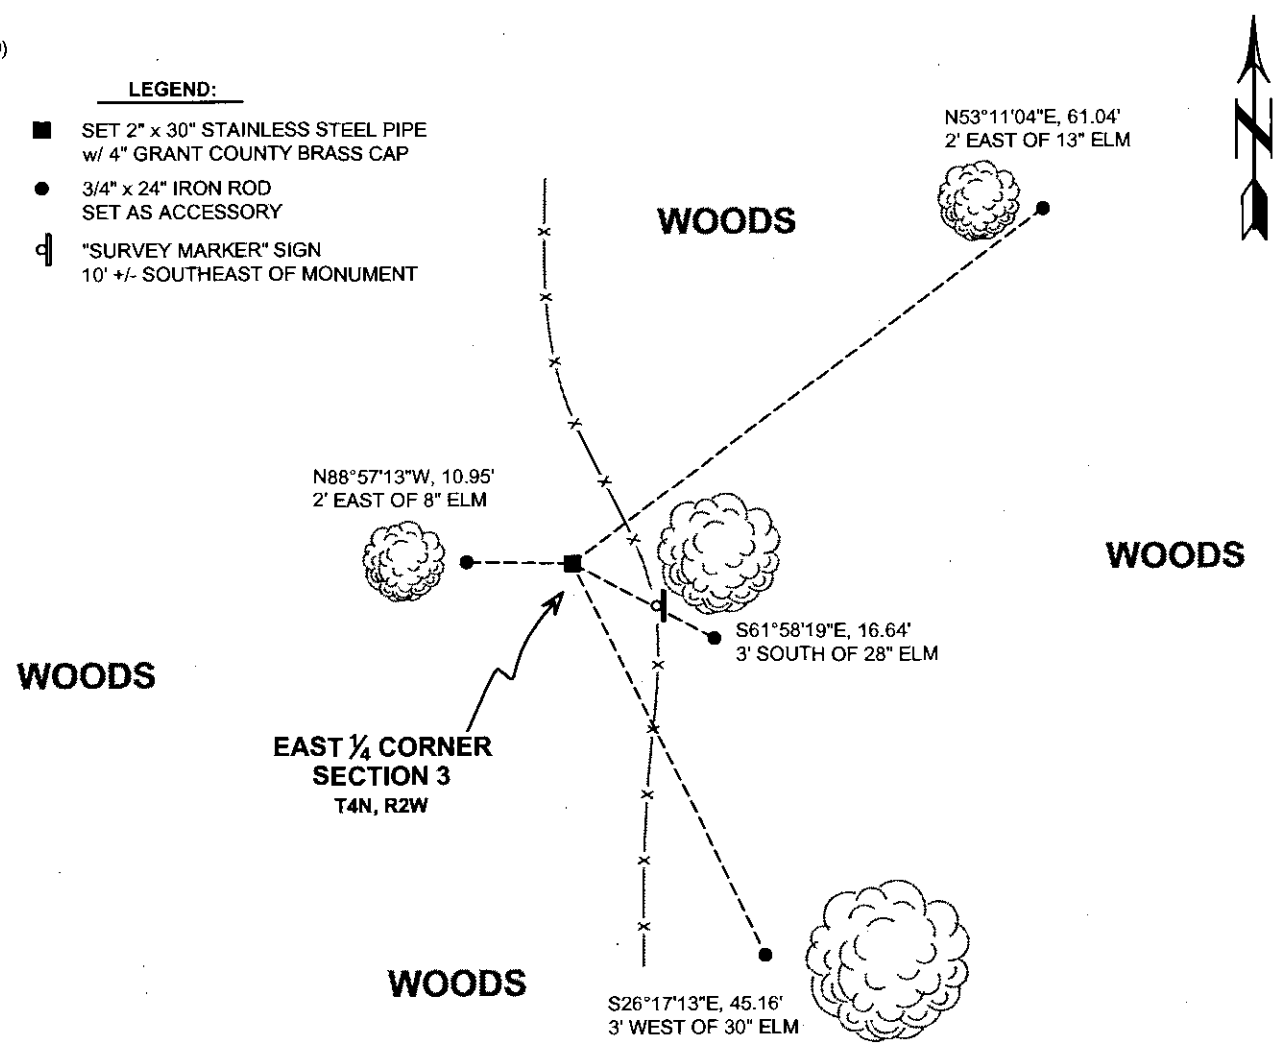 LEGEND:
SET 2" x 30" STAINLESS STEEL PIPE
w/ 4" GRANT COUNTY BRASS CAP
3/4" x 24" IRON ROD
SET AS ACCESSORY
"SURVEY MARKER" SIGN
10' +/- SOUTHEAST OF MONUMENT
N53°11'04"E, 61.04'
2' EAST OF 13" ELM
N
WOODS
N88°57'13"W, 10.95'
2' EAST OF 8" ELM
WOODS
S61°58'19"E, 16.64'
3' SOUTH OF 28" ELM
WOODS
EAST 1/4 CORNER
SECTION 3
T4N, R2W
WOODS
S26°17'13"E, 45.16'
3' WEST OF 30" ELM